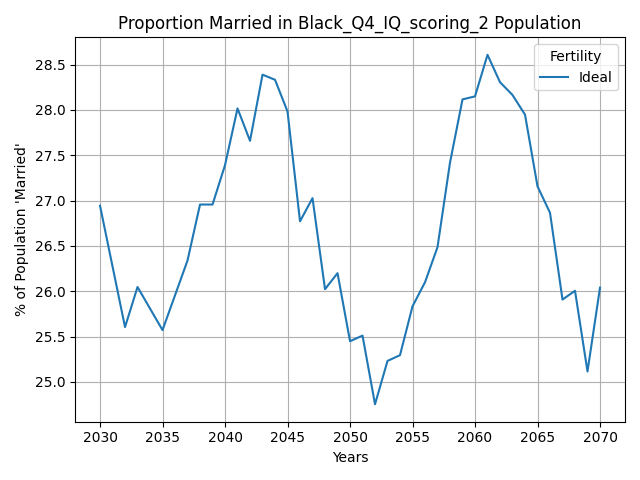 Proportion Married in Black_Q4_IQ_scoring_2 Population
Fertility
Ideal
% of Population 'Married'
28.5
28.0
27.5
27.0
26.5
26.0
25.5
25.0
2030 2035 2040 2045 2050 2055 2060 2065 2070
Years